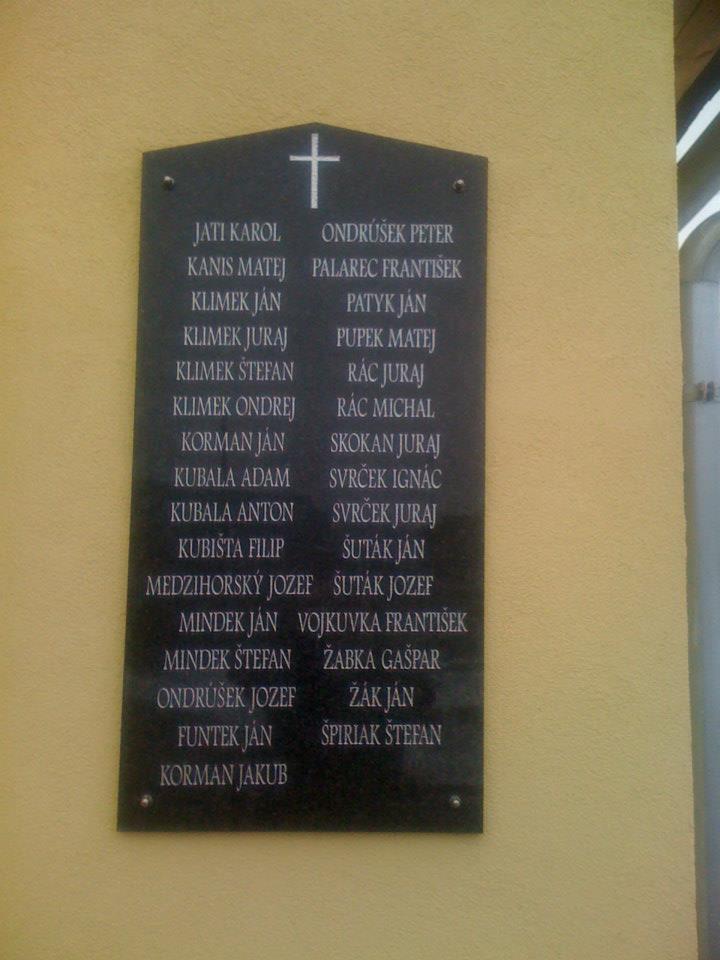 JATI KAROL
KANIS MATEJ
KLIMEK JÁN
KLIMEK JURAJ
KLIMEK ŠTEFAN
KLIMEK ONDREJ
KORMAN JÁN
KUBALA ADAM
KUBALA ANTON
KUBIŠTA FILIP
MEDZIHORSKÝ JOZEF
MINDEK JÁN
MINDEK ŠTEFAN
ONDRÚŠEK JOZEF
FUNTEK JÁN
KORMAN JAKUB
ONDRÚŠEK PETER
PALAREC FRANTIŠEK
PATYK JÁN
PUPEK MATEJ
RÁC JURAJ
RÁC MICHAL
SKOKAN JURAJ
SVRČEK IGNÁC
SVRČEK JURAJ
ŠUTÁK JÁN
ŠUTÁK JOZEF
VOJKUVKA FRANTIŠEK
ŽABKA GAŠPAR
ŽÁK JÁN
ŠPIRIAK ŠTEFAN